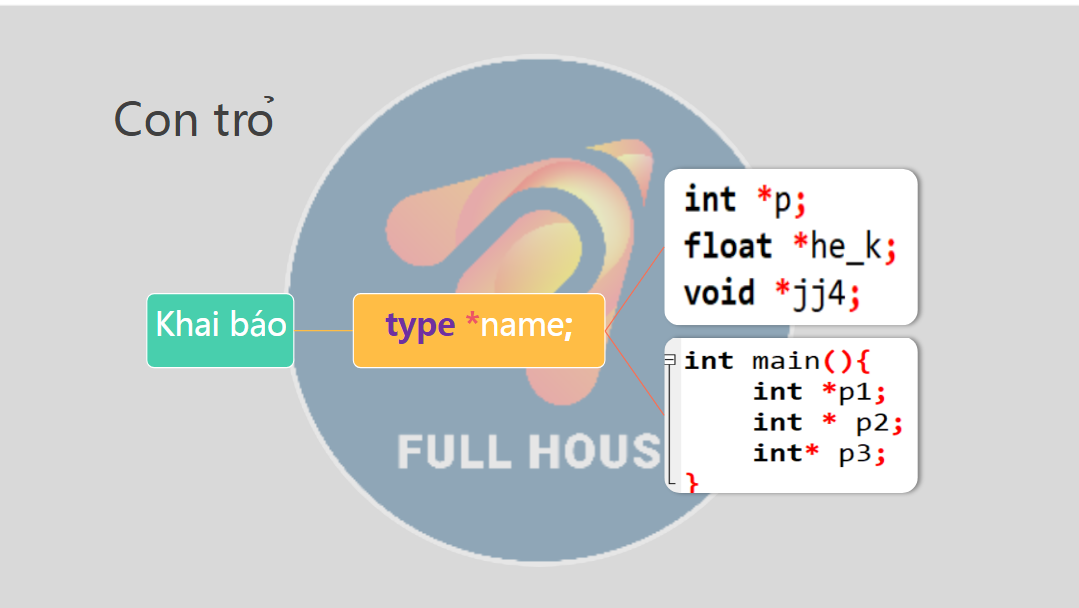 Con trỏ
Khai báo
type *name;
int *p;
float *he_k;
void *jj4;
int main(){
int *p1;
int * p2;
int* p3;
}
FULL HOUS